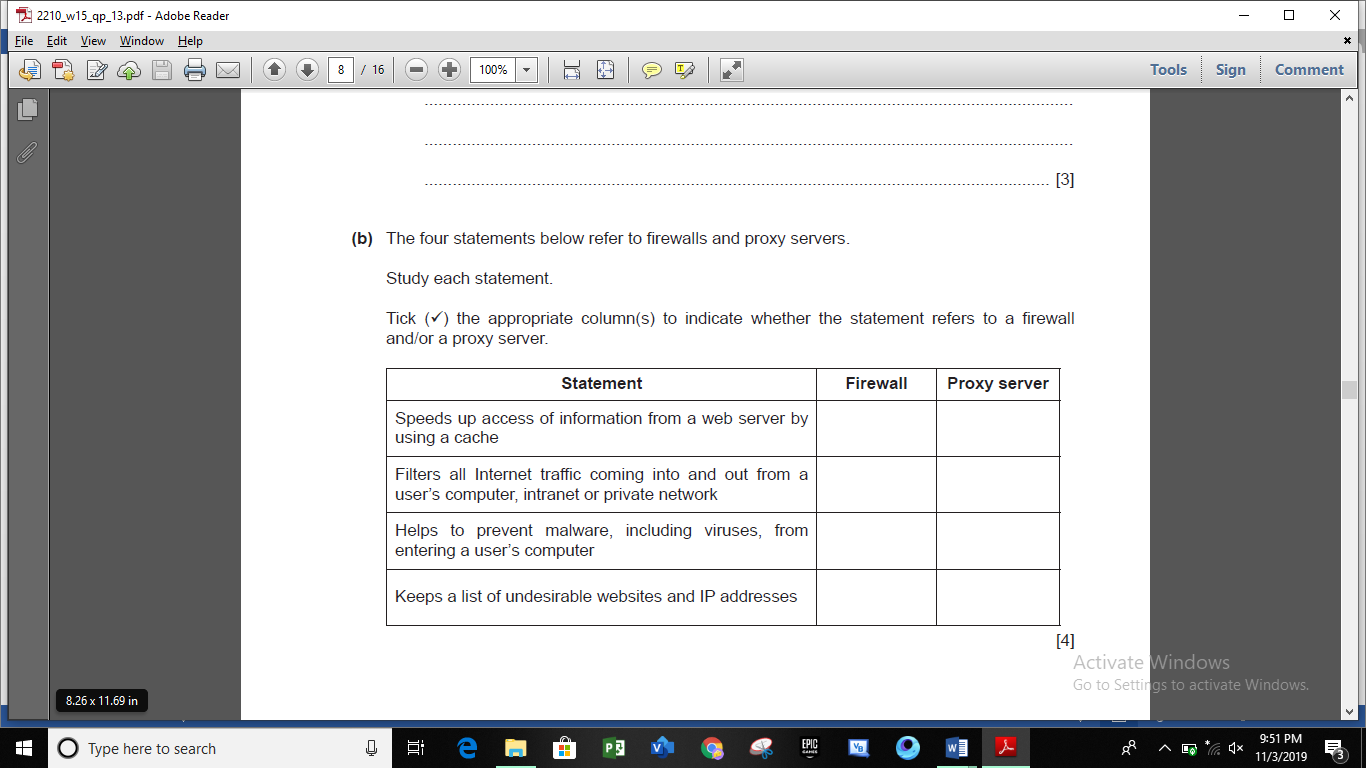 2210_w15_qp_13.pdf - Adobe Reader
File Edit View Window Help
8 / 16 100% Tools Sign Comment
[3]
(b) The four statements below refer to firewalls and proxy servers.
Study each statement.
Tick (✓) the appropriate column(s) to indicate whether the statement refers to a firewall
and/or a proxy server.
Statement Firewall Proxy server
Speeds up access of information from a web server by
using a cache
Filters all Internet traffic coming into and out from a
user's computer, intranet or private network
Helps to prevent malware, including viruses, from
entering a user's computer
Keeps a list of undesirable websites and IP addresses
[4]
Activate Windows
Go to Settings to activate Windows.
8.26 x 11.69 in
Type here to search
9:51 PM
11/3/2019
3